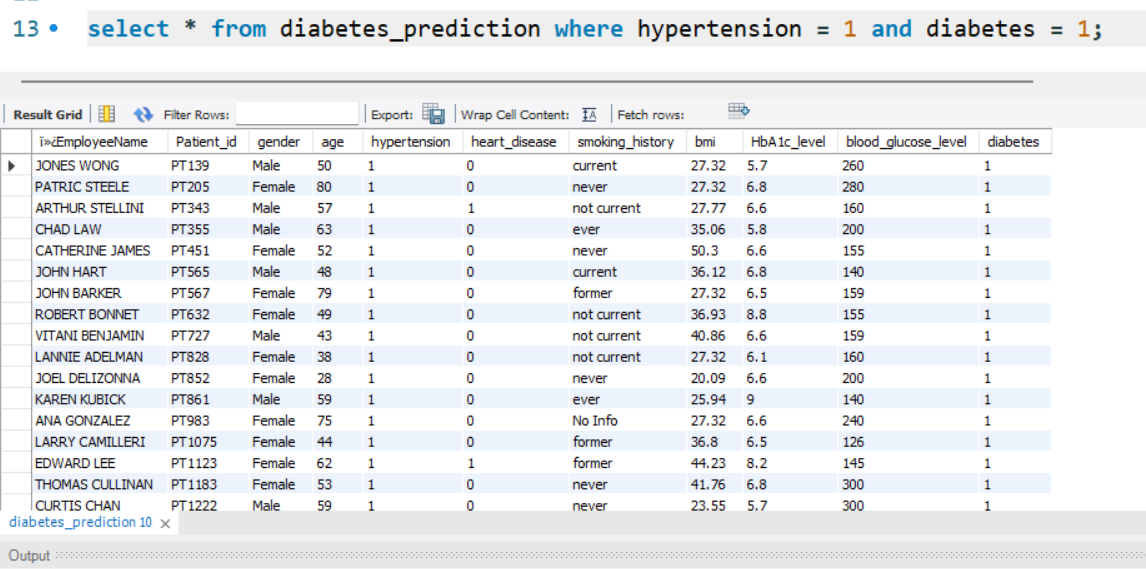 13 select * from diabetes_prediction where hypertension = 1 and diabetes = 1;
Result Grid Filter Rows: Export: Wrap Cell Content: Fetch rows:
ï»¿EmployeeName Patient_id gender age hypertension heart_disease smoking_history bmi HbA1c_level blood_glucose_level diabetes
JONES WONG PT139 Male 50 1 0 current 27.32 5.7 260 1
PATRIC STEELE PT205 Female 80 1 0 never 27.32 6.8 280 1
ARTHUR STELLINI PT343 Male 57 1 1 not current 27.77 6.6 160 1
CHAD LAW PT355 Male 63 1 0 ever 35.06 5.8 200 1
CATHERINE JAMES PT451 Female 52 1 0 never 50.3 6.6 155 1
JOHN HART PT565 Male 48 1 0 current 36.12 6.8 140 1
JOHN BARKER PT567 Female 79 1 0 former 27.32 6.5 159 1
ROBERT BONNET PT632 Female 49 1 0 not current 36.93 8.8 155 1
VITANI BENJAMIN PT727 Male 43 1 0 not current 40.86 6.6 159 1
LANNIE ADELMAN PT828 Female 38 1 0 not current 27.32 6.1 160 1
JOEL DELIZONNA PT852 Female 28 1 0 never 20.09 6.6 200 1
KAREN KUBICK PT861 Male 59 1 0 ever 25.94 9 140 1
ANA GONZALEZ PT983 Female 75 1 0 No Info 27.32 6.6 240 1
LARRY CAMILLERI PT1075 Female 44 1 0 former 36.8 6.5 126 1
EDWARD LEE PT1123 Female 62 1 1 former 44.23 8.2 145 1
THOMAS CULLINAN PT1183 Female 53 1 0 never 41.76 6.8 300 1
CURTIS CHAN PT1222 Male 59 1 0 never 23.55 5.7 300 1
diabetes_prediction 10
Output